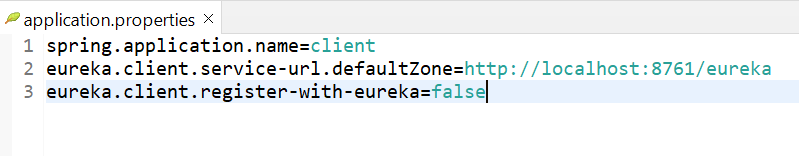 application.properties
1 spring.application.name=client
2 eureka.client.service-url.defaultZone=http://localhost:8761/eureka
3 eureka.client.register-with-eureka=false